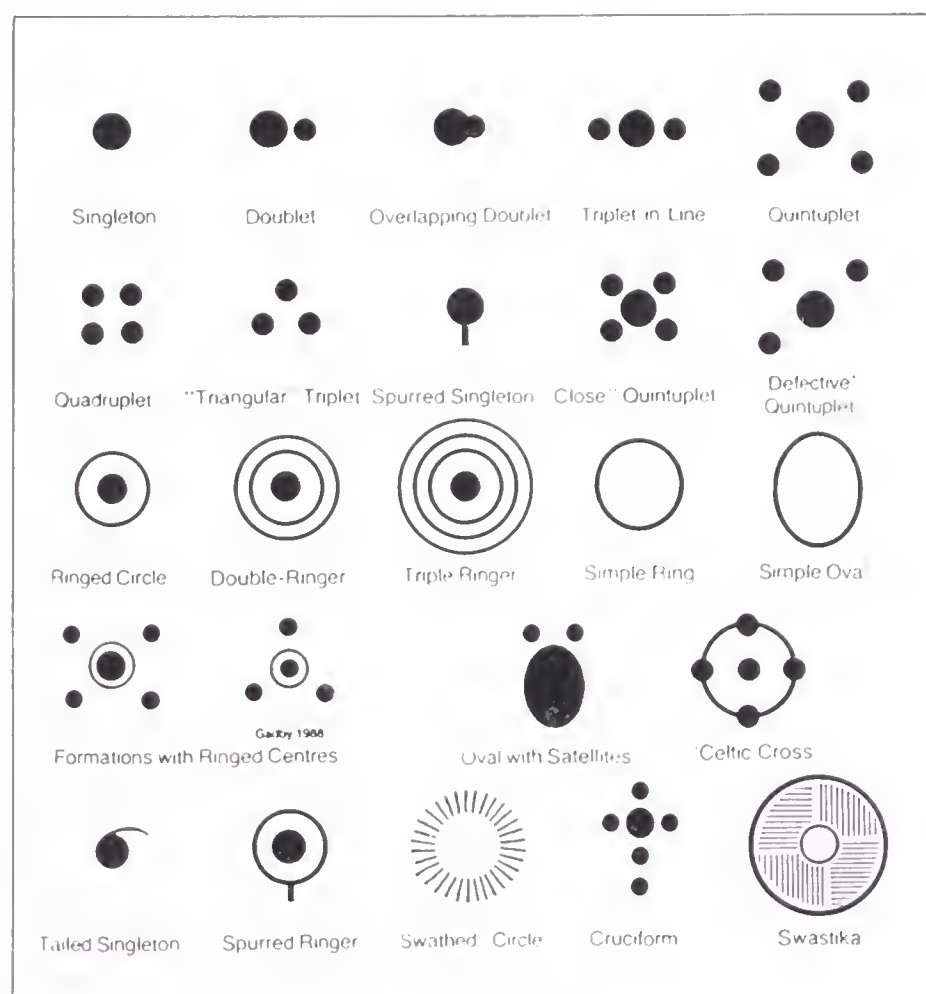 Singleton
Doublet
Overlapping Doublet
Triplet in Line
Quintuplet
Quadruplet
"Triangular Triplet
Spurred Singleton
Close" Quintuplet
Defective'
Quintuplet
Ringed Circle
Double-Ringer
Triple Ringer
Simple Ring
Simple Ova
1988
Formations with Ringed Centres
Oval with Satellites
'Celtic Cross
Tailed Singleton
Spurred Ringer
Swathed Circle
Cruciform
Swastika